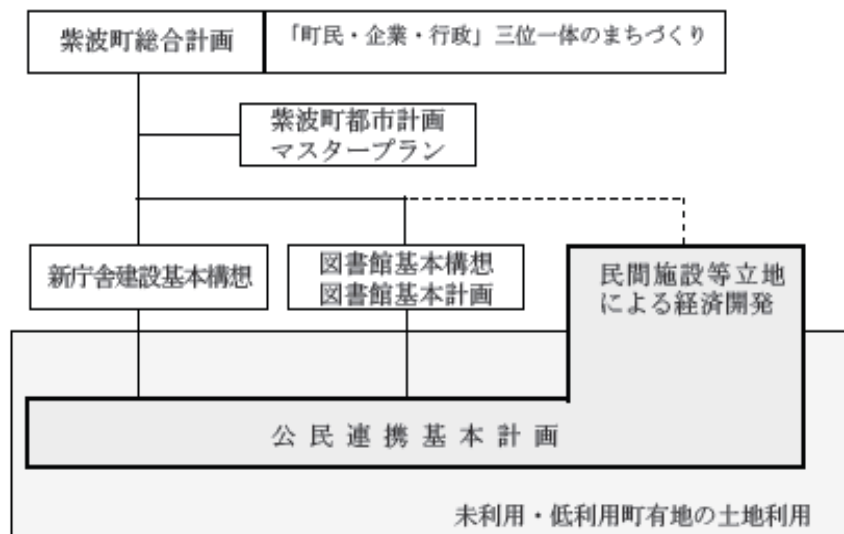 紫波町総合計画
「町民・企業・行政」三位一体のまちづくり
紫波町都市計画
マスタープラン
新庁舎建設基本構想
図書館基本構想
図書館基本計画
民間施設等立地
による経済開発
公民連携基本計画
未利用・低利用町有地の土地利用